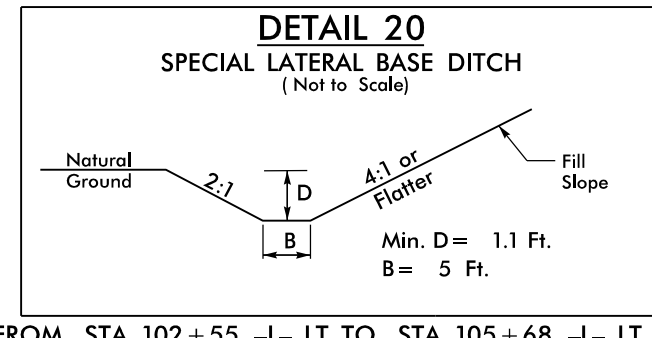 DETAIL 20
SPECIAL LATERAL BASE DITCH
( Not to Scale)
Natural
Ground
2:1
D
B
4:1 or
Flatter
Fill
Slope
Min. D = 1.1 Ft.
B = 5 Ft.
FROM STA. 102+55 -L- LT TO STA. 105+68 -L- LT